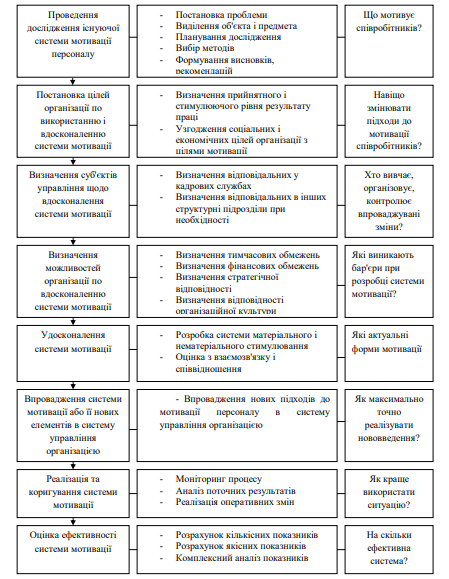 Проведення
дослідження існуючої
системи мотивації
персоналу
- Постановка проблеми
- Виділення об'єкта і предмета
- Планування дослідження
- Вибір методів
- Формування висновків,
рекомендацій
Що мотивує
співробітників?
Постановка цілей
організації по
використанню і
вдосконаленню
системи мотивації
- Визначення прийнятного і
стимулюючого рівня результату
праці
- Узгодження соціальних і
економічних цілей організації з
цілями мотивації
Навіщо
змінювати
підходи до
мотивації
співробітників?
Визначення суб'єктів
управління щодо
вдосконалення
системи мотивації
- Визначення відповідальних у
кадрових службах
- Визначення відповідальних в інших
структурні підрозділи при
необхідності
Хто вивчає,
організовує,
контролює
впроваджувані
зміни?
Визначення
можливостей
організації по
вдосконаленню
системи мотивації
- Визначення тимчасових обмежень
- Визначення фінансових обмежень
- Визначення стратегічної
відповідності
- Визначення відповідності
організаційної культури
Які виникають
бар'єри при
розробці системи
мотивації?
Удосконалення
системи мотивації
- Розробка системи матеріального і
нематеріального стимулювання
- Оцінка з взаємозв'язку і
співвідношення
Які актуальні
форми мотивації
Впровадження системи
мотивації або її нових
елементів в систему
управління
організацією
- Впровадження нових підходів до
мотивації персоналу в систему
управління організацією
Як максимально
точно
реалізувати
нововведення?
Реалізація та
коригування системи
мотивації
- Моніторинг процесу
- Аналіз поточних результатів
- Реалізація оперативних змін
Як краще
використати
ситуацію?
Оцінка ефективності
системи мотивації
- Розрахунок кількісних показників
- Розрахунок якісних показників
- Комплексний аналіз показників
На скільки
ефективна
система?